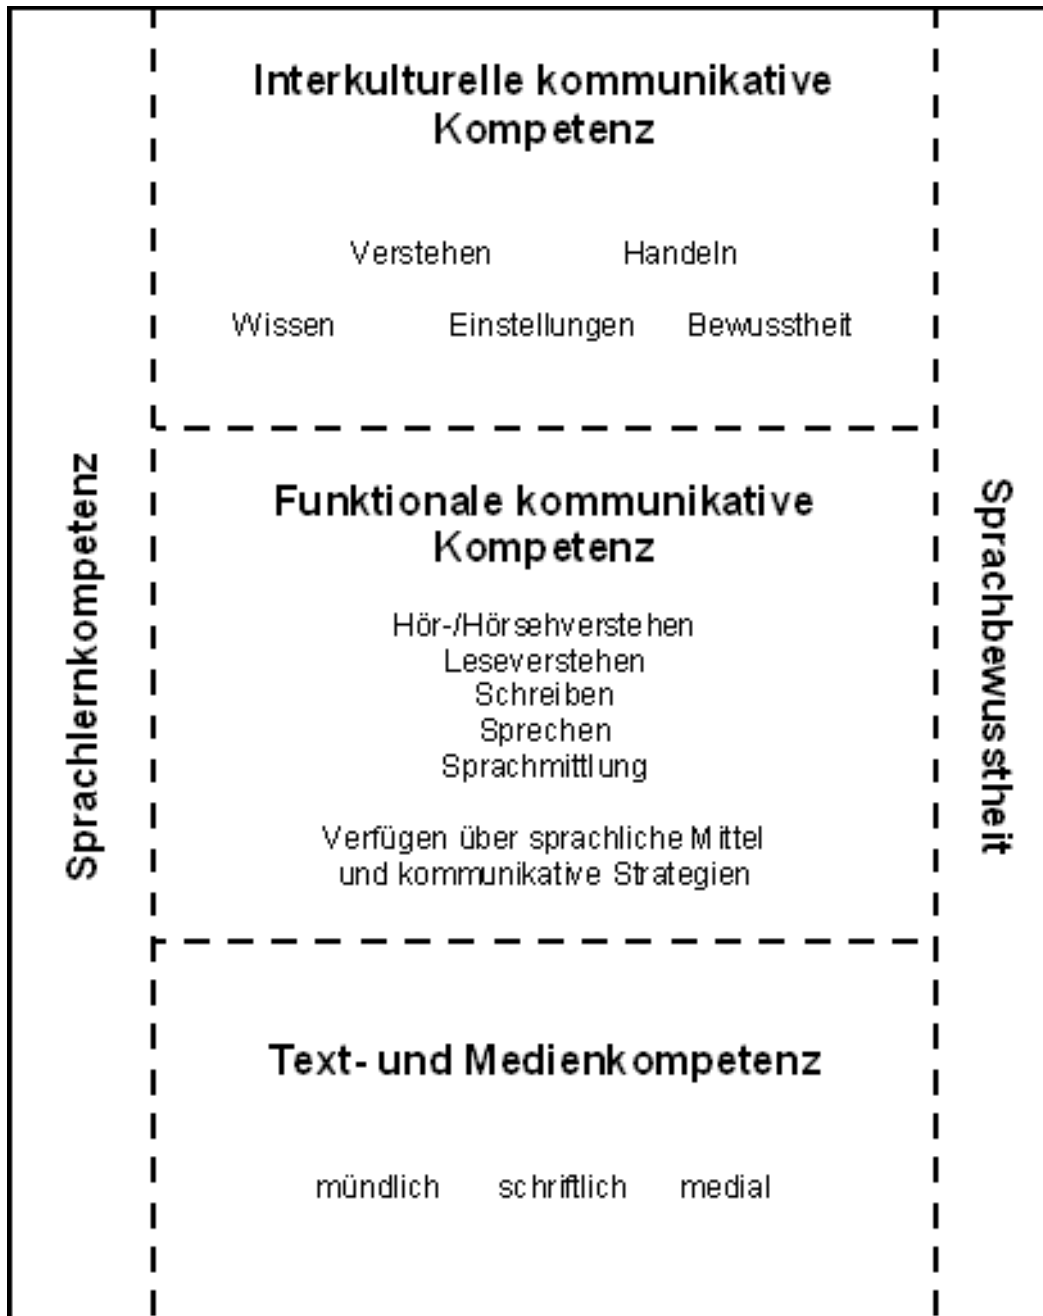 Interkulturelle kommunikative
Kompetenz
Verstehen Handeln
Wissen Einstellungen Bewusstheit
Sprachlernkompetenz
Funktionale kommunikative
Kompetenz
Hör-/Hörsehverstehen
Leseverstehen
Schreiben
Sprechen
Sprachmittlung
Verfügen über sprachliche Mittel
und kommunikative Strategien
Sprachbewusstheit
Text- und Medienkompetenz
mündlich schriftlich medial